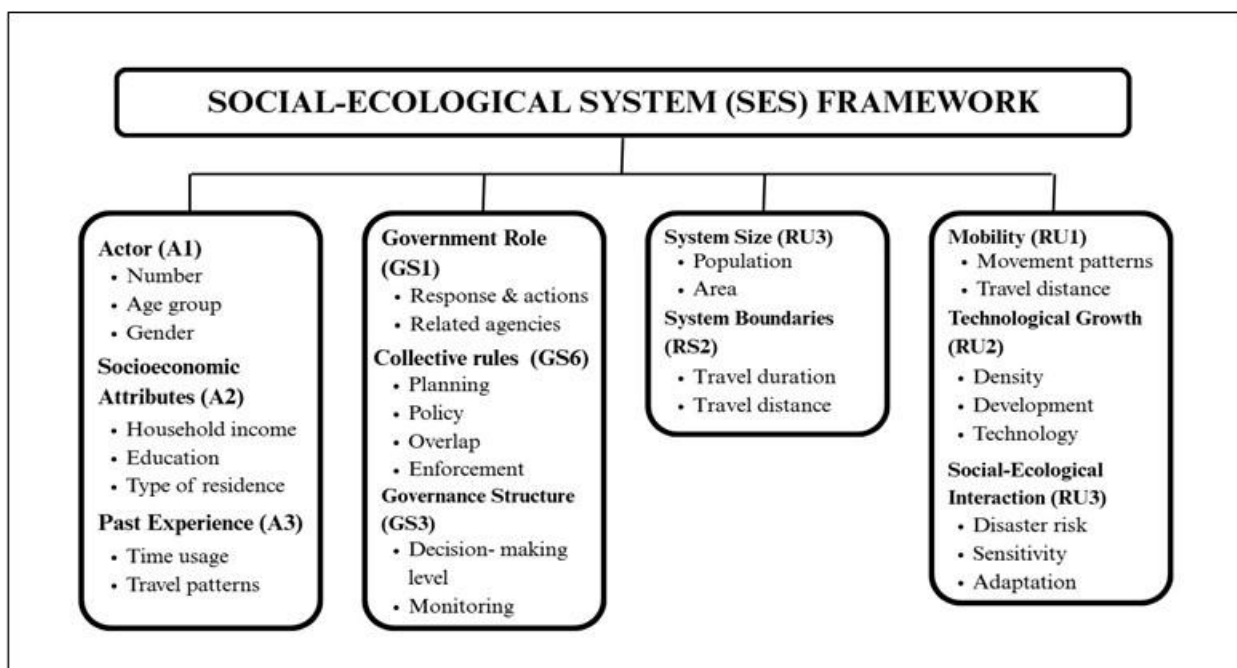 SOCIAL-ECOLOGICAL SYSTEM (SES) FRAMEWORK
Actor (A1)
• Number
• Age group
• Gender
Socioeconomic
Attributes (A2)
• Household income
• Education
• Type of residence
Past Experience (A3)
• Time usage
• Travel patterns
Government Role
(GS1)
• Response & actions
• Related agencies
Collective rules (GS6)
• Planning
• Policy
• Overlap
• Enforcement
Governance Structure
(GS3)
• Decision- making
level
• Monitoring
System Size (RU3)
• Population
• Area
System Boundaries
(RS2)
• Travel duration
• Travel distance
Mobility (RU1)
• Movement patterns
• Travel distance
Technological Growth
(RU2)
• Density
• Development
• Technology
Social-Ecological
Interaction (RU3)
• Disaster risk
• Sensitivity
• Adaptation